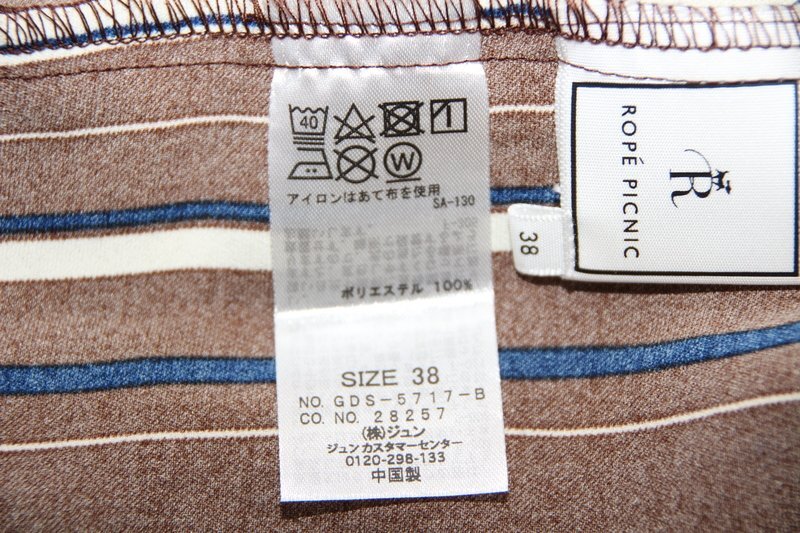 40
W
アイロンはあて布を使用
SA-130
ポリエステル 100%
SIZE 38
NO. GDS-5717-B
CO. NO. 28257
(株)ジュン
ジュンカスタマーセンター
0120-298-133
中国製
38
R
ROPÉ PICNIC